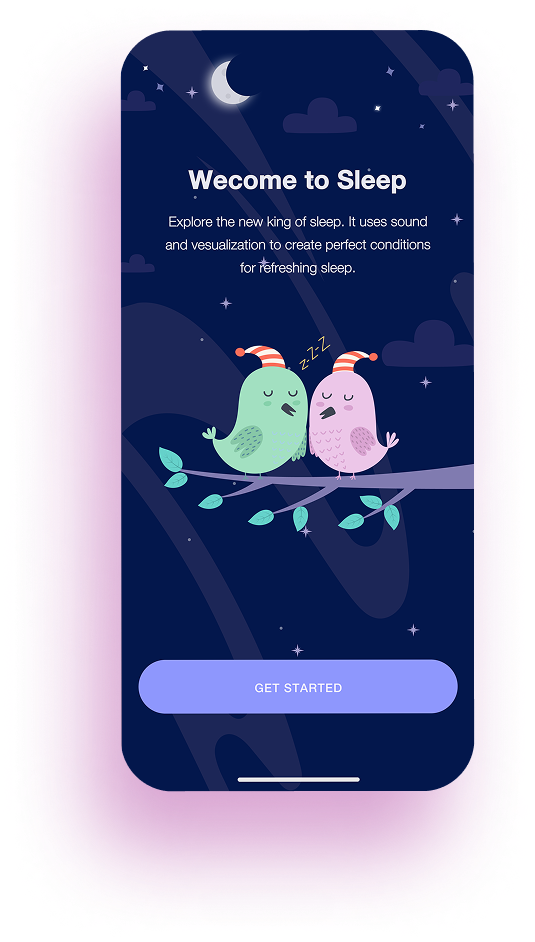 Wecome to Sleep
Explore the new king of sleep. It uses sound
and vesualization to create perfect conditions
for refreshing sleep.
z-Z-Z
GET STARTED